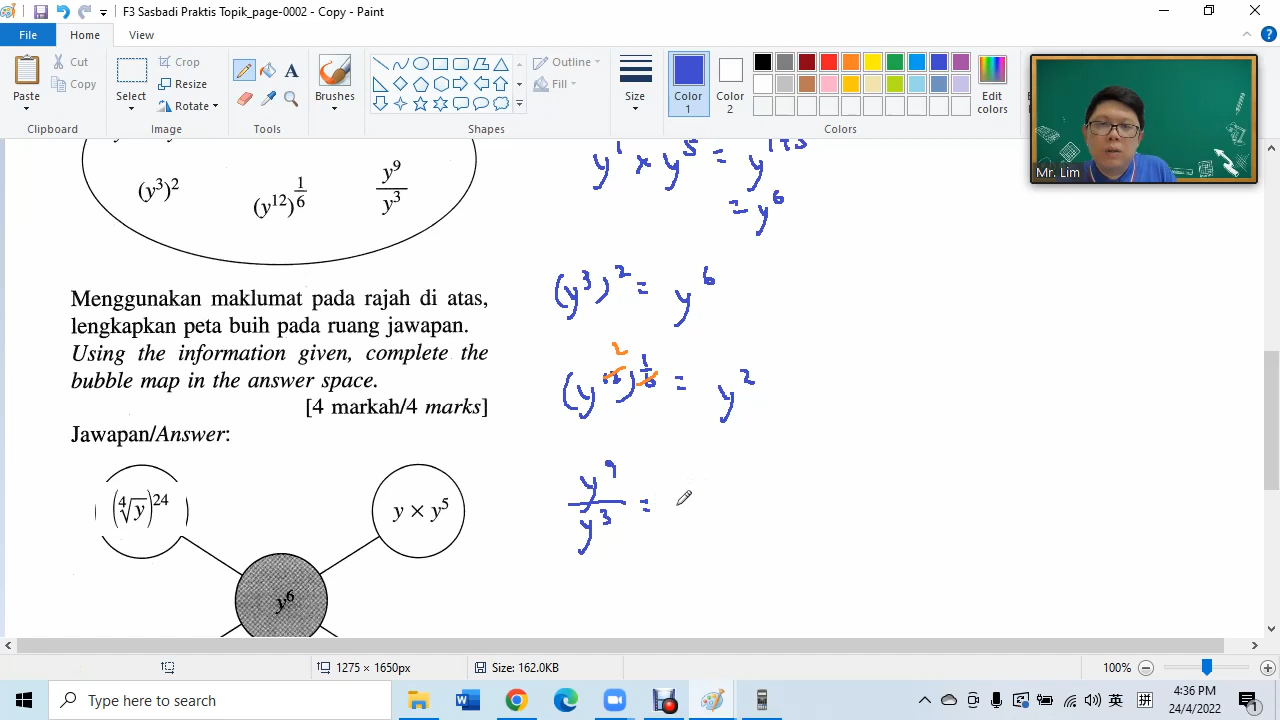 F3 Sasbadi Praktis Topik_page-0002 - Copy - Paint
File Home View
Paste Cut Copy
Select Crop Resize Rotate
A
Brushes
Outline Fill
Size
Color 1 Color 2
Edit colors
Clipboard Image Tools Shapes Colors
Mr. Lim
(y³)² (y¹²)^(1/6) y⁹/y³
y¹ × y⁵ = y¹⁺⁵
= y⁶
(y³)² = y⁶
2
(y¹²)^(1/6) = y²
y⁹/y³ =
Menggunakan maklumat pada rajah di atas,
lengkapkan peta buih pada ruang jawapan.
Using the information given, complete the
bubble map in the answer space.
[4 markah/4 marks]
Jawapan/Answer:
(⁴√y)²⁴ y × y⁵
y⁶
1275 × 1650px Size: 162.0KB 100%
Type here to search
英 拼 4:36 PM
24/4/2022 1